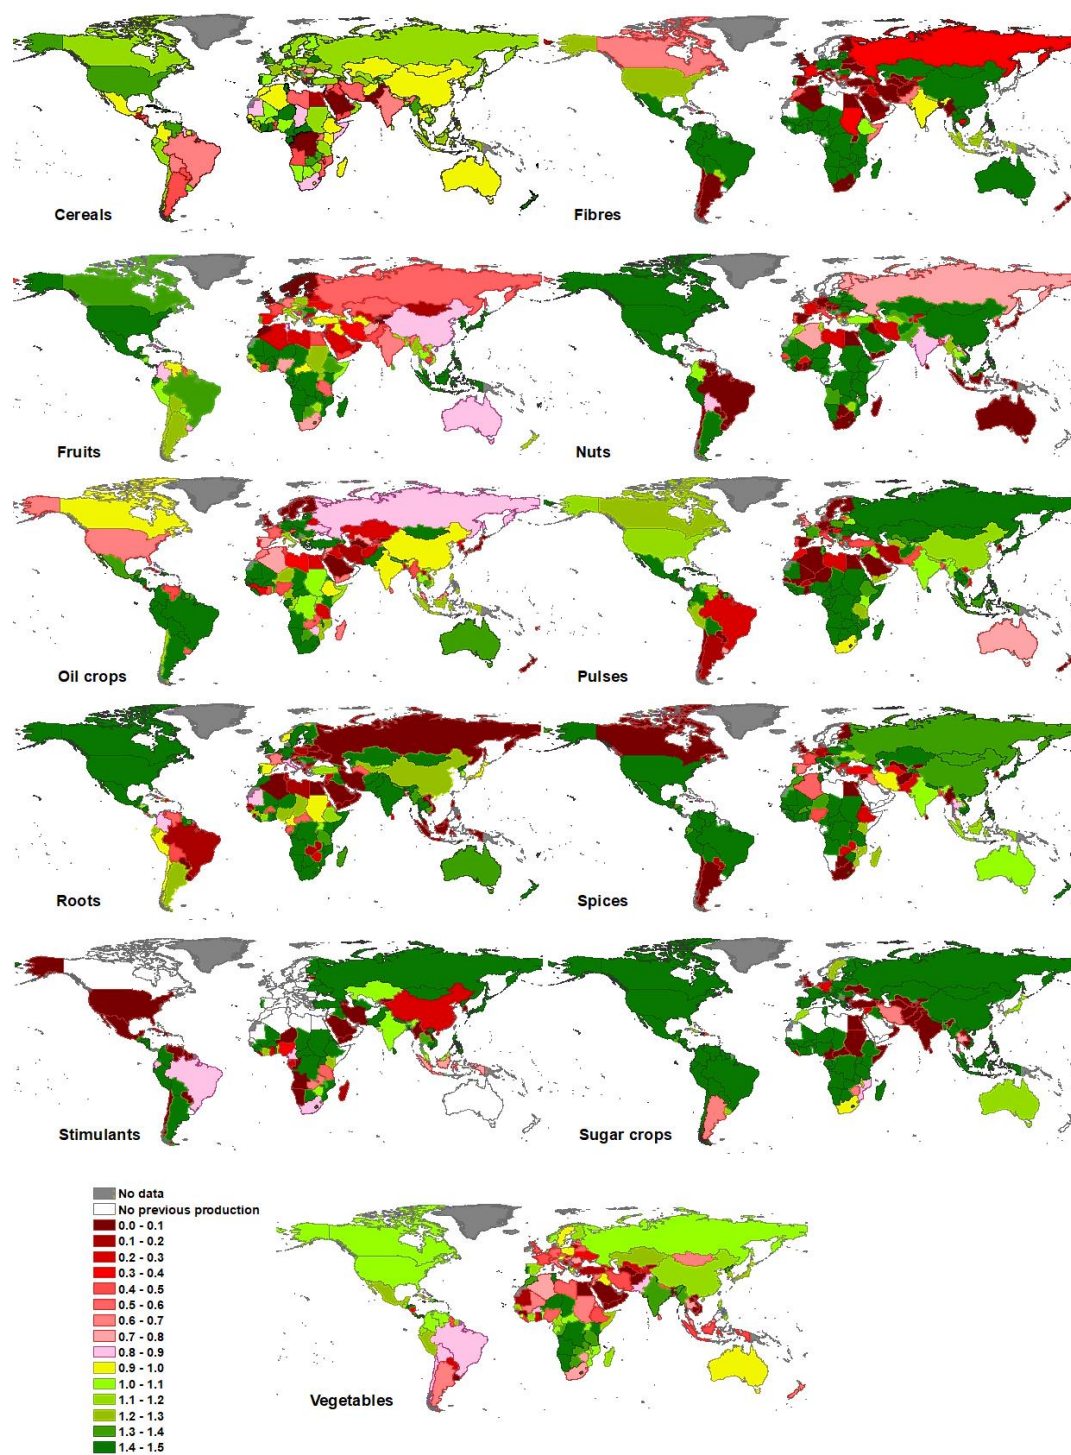 Cereals
Fibres
Fruits
Nuts
Oil crops
Pulses
Roots
Spices
Stimulants
Sugar crops
No data
No previous production
0.0 - 0.1
0.1 - 0.2
0.2 - 0.3
0.3 - 0.4
0.4 - 0.5
0.5 - 0.6
0.6 - 0.7
0.7 - 0.8
0.8 - 0.9
0.9 - 1.0
1.0 - 1.1
1.1 - 1.2
1.2 - 1.3
1.3 - 1.4
1.4 - 1.5
Vegetables